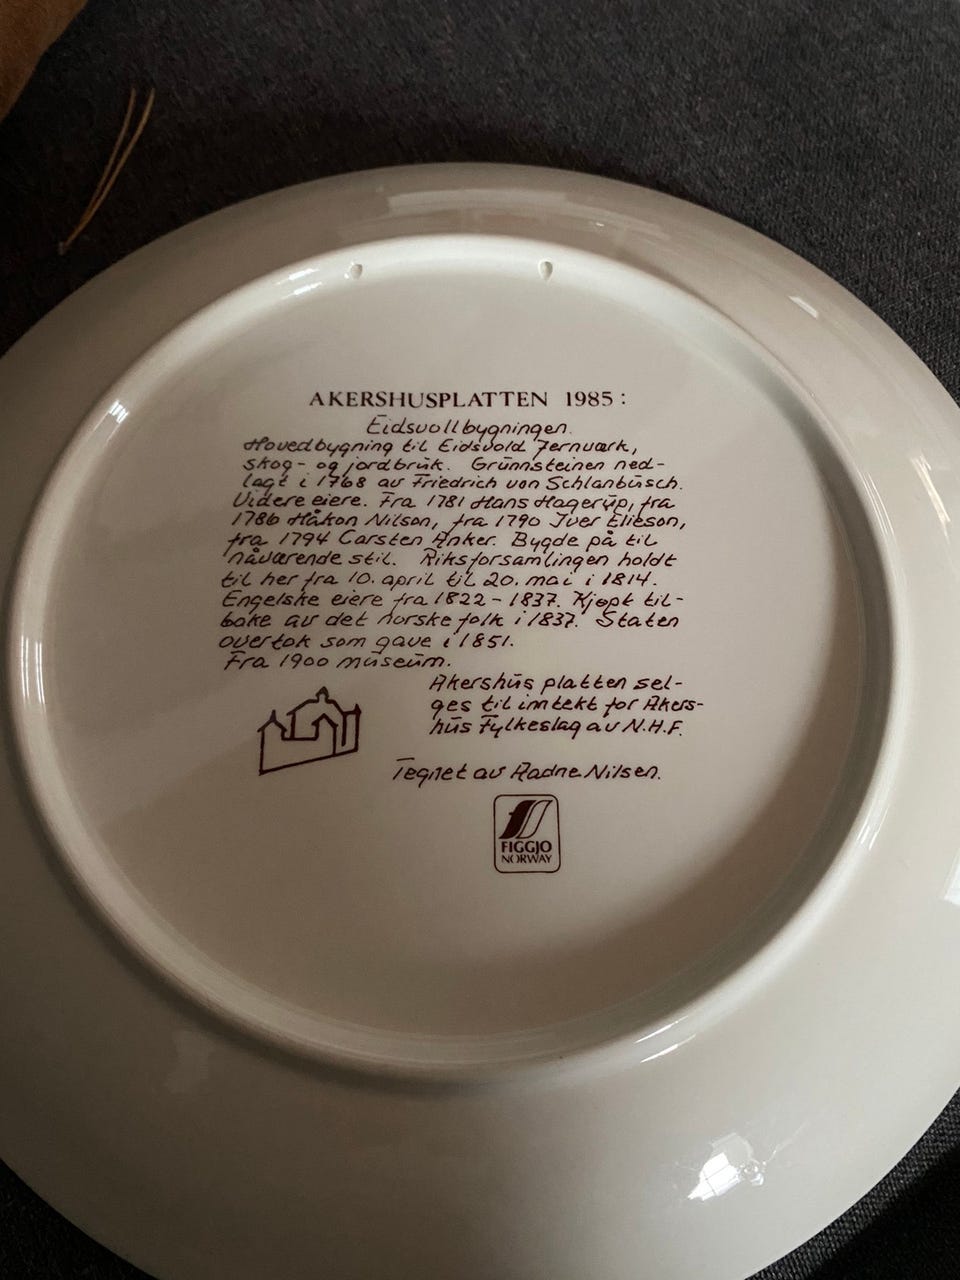 AKERSHUSPLATTEN 1985:
Eidsvollbygningen.
Hovedbygning til Eidsvold Jernværk,
skog- og jordbruk. Grunnsteinen ned-
lagt i 1768 av Friedrich von Schlanbusch.
Videre eiere. Fra 1781 Hans Hagerup, fra
1786 Håkon Nilson, fra 1790 Iver Elieson,
fra 1794 Carsten Anker. Bygde på til
nåværende stil. Riksforsamlingen holdt
til her fra 10. april til 20. mai i 1814.
Engelske eiere fra 1822-1837. Kjøpt til-
bake av det norske folk i 1837. Staten
overtok som gave i 1851.
Fra 1900 museum.
Akershus platten sel-
ges til inntekt for Akers-
hus Fylkeslag av N.H.F.
Tegnet av Radne Nilsen.
FIGGJO
NORWAY